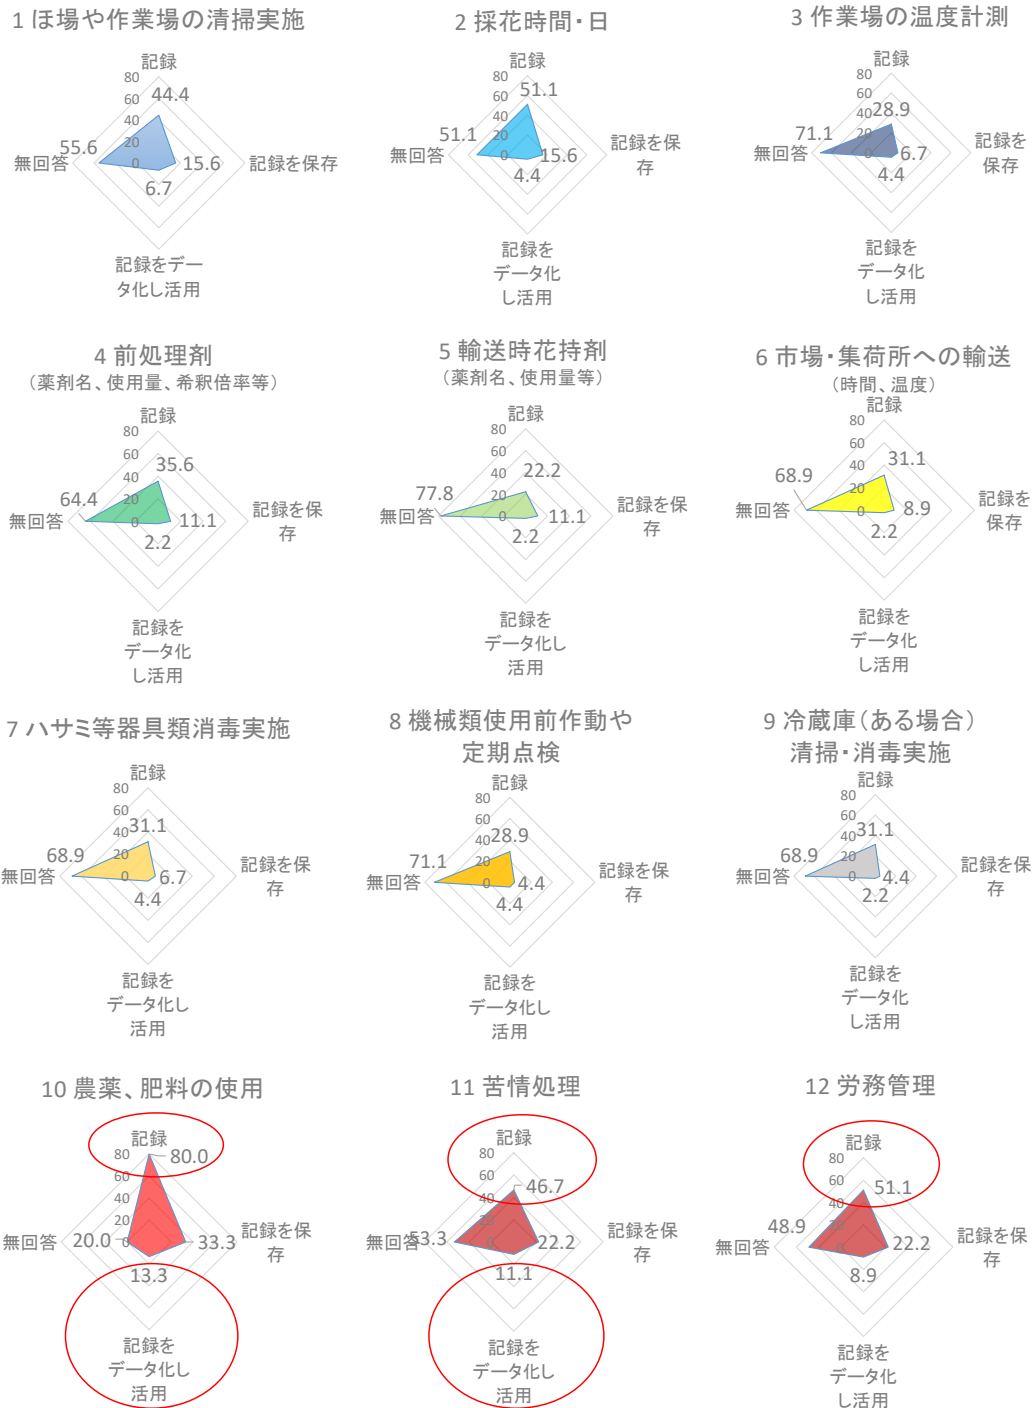 1 ほ場や作業場の清掃実施
記録
80
60
40
20
0
44.4
55.6
無回答
15.6
記録を保存
6.7
記録をデー
タ化し活用
2 採花時間・日
記録
80
60
40
20
0
51.1
51.1
無回答
15.6
記録を保
存
4.4
記録を
データ化
し活用
3 作業場の温度計測
記録
80
60
40
20
0
28.9
71.1
無回答
6.7
記録を
保存
4.4
記録を
データ化
し活用
4 前処理剤
（薬剤名、使用量、希釈倍率等）
記録
80
60
40
20
0
35.6
64.4
無回答
11.1
記録を保
存
2.2
記録を
データ化
し活用
5 輸送時花持剤
（薬剤名、使用量等）
記録
80
60
40
20
0
22.2
77.8
無回答
11.1
記録を保
存
2.2
記録を
データ化し
活用
6 市場・集荷所への輸送
（時間、温度）
記録
80
60
40
20
0
31.1
68.9
無回答
8.9
記録を
保存
2.2
記録を
データ化
し活用
7 ハサミ等器具類消毒実施
記録
80
60
40
20
0
31.1
68.9
無回答
6.7
記録を保
存
4.4
記録を
データ化し
活用
8 機械類使用前作動や
定期点検
記録
80
60
40
20
0
28.9
71.1
無回答
4.4
記録を保
存
4.4
記録を
データ化し
活用
9 冷蔵庫（ある場合）
清掃・消毒実施
記録
80
60
40
20
0
31.1
68.9
無回答
4.4
記録を保
存
2.2
記録を
データ化
し活用
10 農薬、肥料の使用
記録
80
60
40
20
0
80.0
20.0
無回答
33.3
記録を保
存
13.3
記録を
データ化し
活用
11 苦情処理
記録
80
60
40
20
0
46.7
53.3
無回答
22.2
記録を保
存
11.1
記録を
データ化し
活用
12 労務管理
記録
80
60
40
20
0
51.1
48.9
無回答
22.2
記録を保
存
8.9
記録を
データ化
し活用